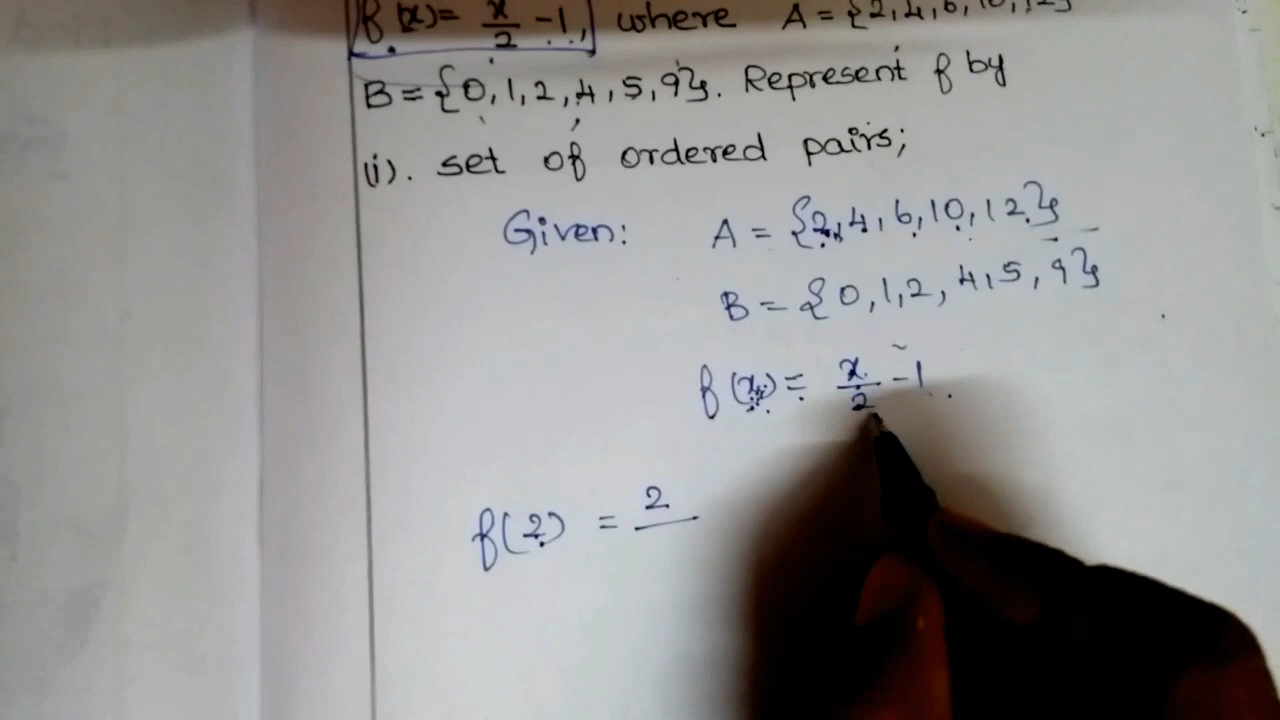 f(x) = x/2 - 1, where A = {2, 4, 6, 10, 12}
B = {0, 1, 2, 4, 5, 9}. Represent f by
(i). set of ordered pairs;
Given: A = {2, 4, 6, 10, 12}
B = {0, 1, 2, 4, 5, 9}
f(x) = x/2 - 1
f(2) = 2